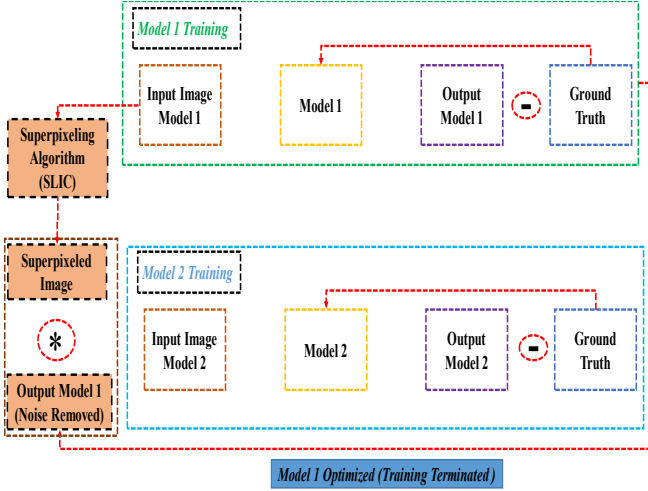 Model 1 Training
Input Image
Model 1
Model 1
Output
Model 1
-
Ground
Truth
Superpixeling
Algorithm
(SLIC)
Superpixeled
Image
*
Output Model 1
(Noise Removed)
Model 2 Training
Input Image
Model 2
Model 2
Output
Model 2
-
Ground
Truth
Model 1 Optimized (Training Terminated )